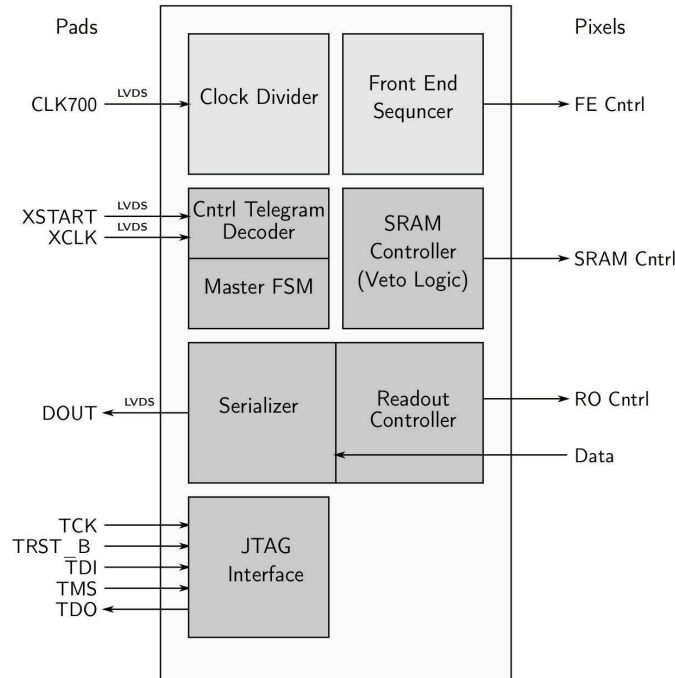 Pads
Pixels
CLK700
LVDS
Clock Divider
Front End
Sequncer
FE Cntrl
XSTART
LVDS
XCLK
LVDS
Cntrl Telegram
Decoder
Master FSM
SRAM
Controller
(Veto Logic)
SRAM Cntrl
DOUT
LVDS
Serializer
Readout
Controller
RO Cntrl
Data
TCK
TRST_B
TDI
TMS
TDO
JTAG
Interface